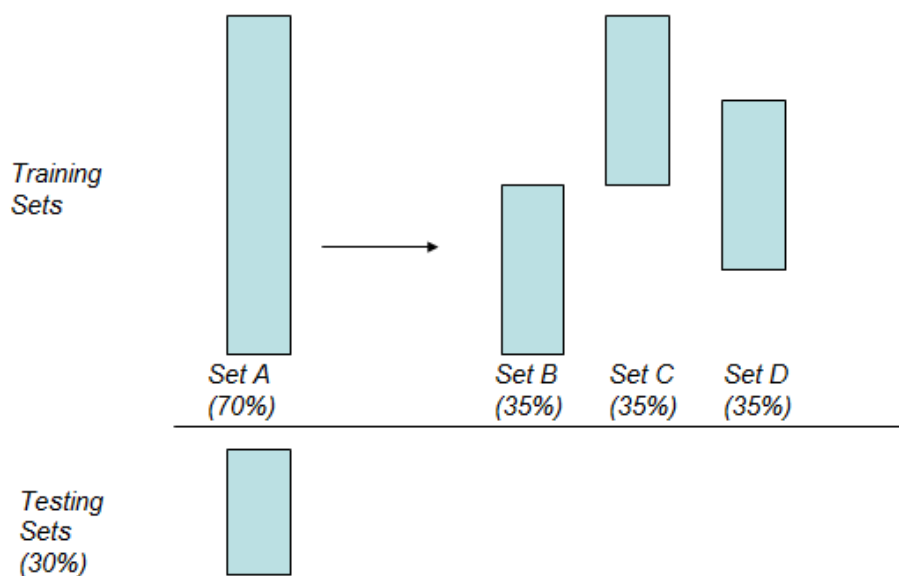 Training
Sets
Set A
(70%)
Set B
(35%)
Set C
(35%)
Set D
(35%)
Testing
Sets
(30%)